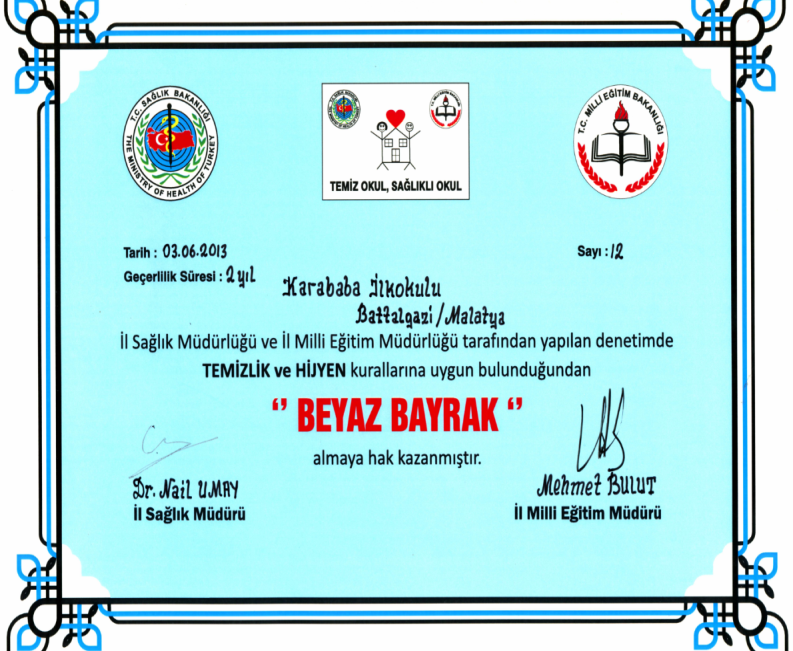 T.C. SAĞLIK BAKANLIĞI
THE MINISTRY OF HEALTH OF TURKEY
TEMİZ OKUL, SAĞLIKLI OKUL
T.C. MİLLİ EĞİTİM BAKANLIĞI
Tarih : 03.06.2013
Sayı : 12
Geçerlilik Süresi : 2 yıl
Karababa İlkokulu
Battalgazi / Malatya
İl Sağlık Müdürlüğü ve İl Milli Eğitim Müdürlüğü tarafından yapılan denetimde
TEMİZLİK ve HİJYEN kurallarına uygun bulunduğundan
‘’ BEYAZ BAYRAK ‘’
almaya hak kazanmıştır.
Dr. Nail UMAY
İl Sağlık Müdürü
Mehmet BULUT
İl Milli Eğitim Müdürü